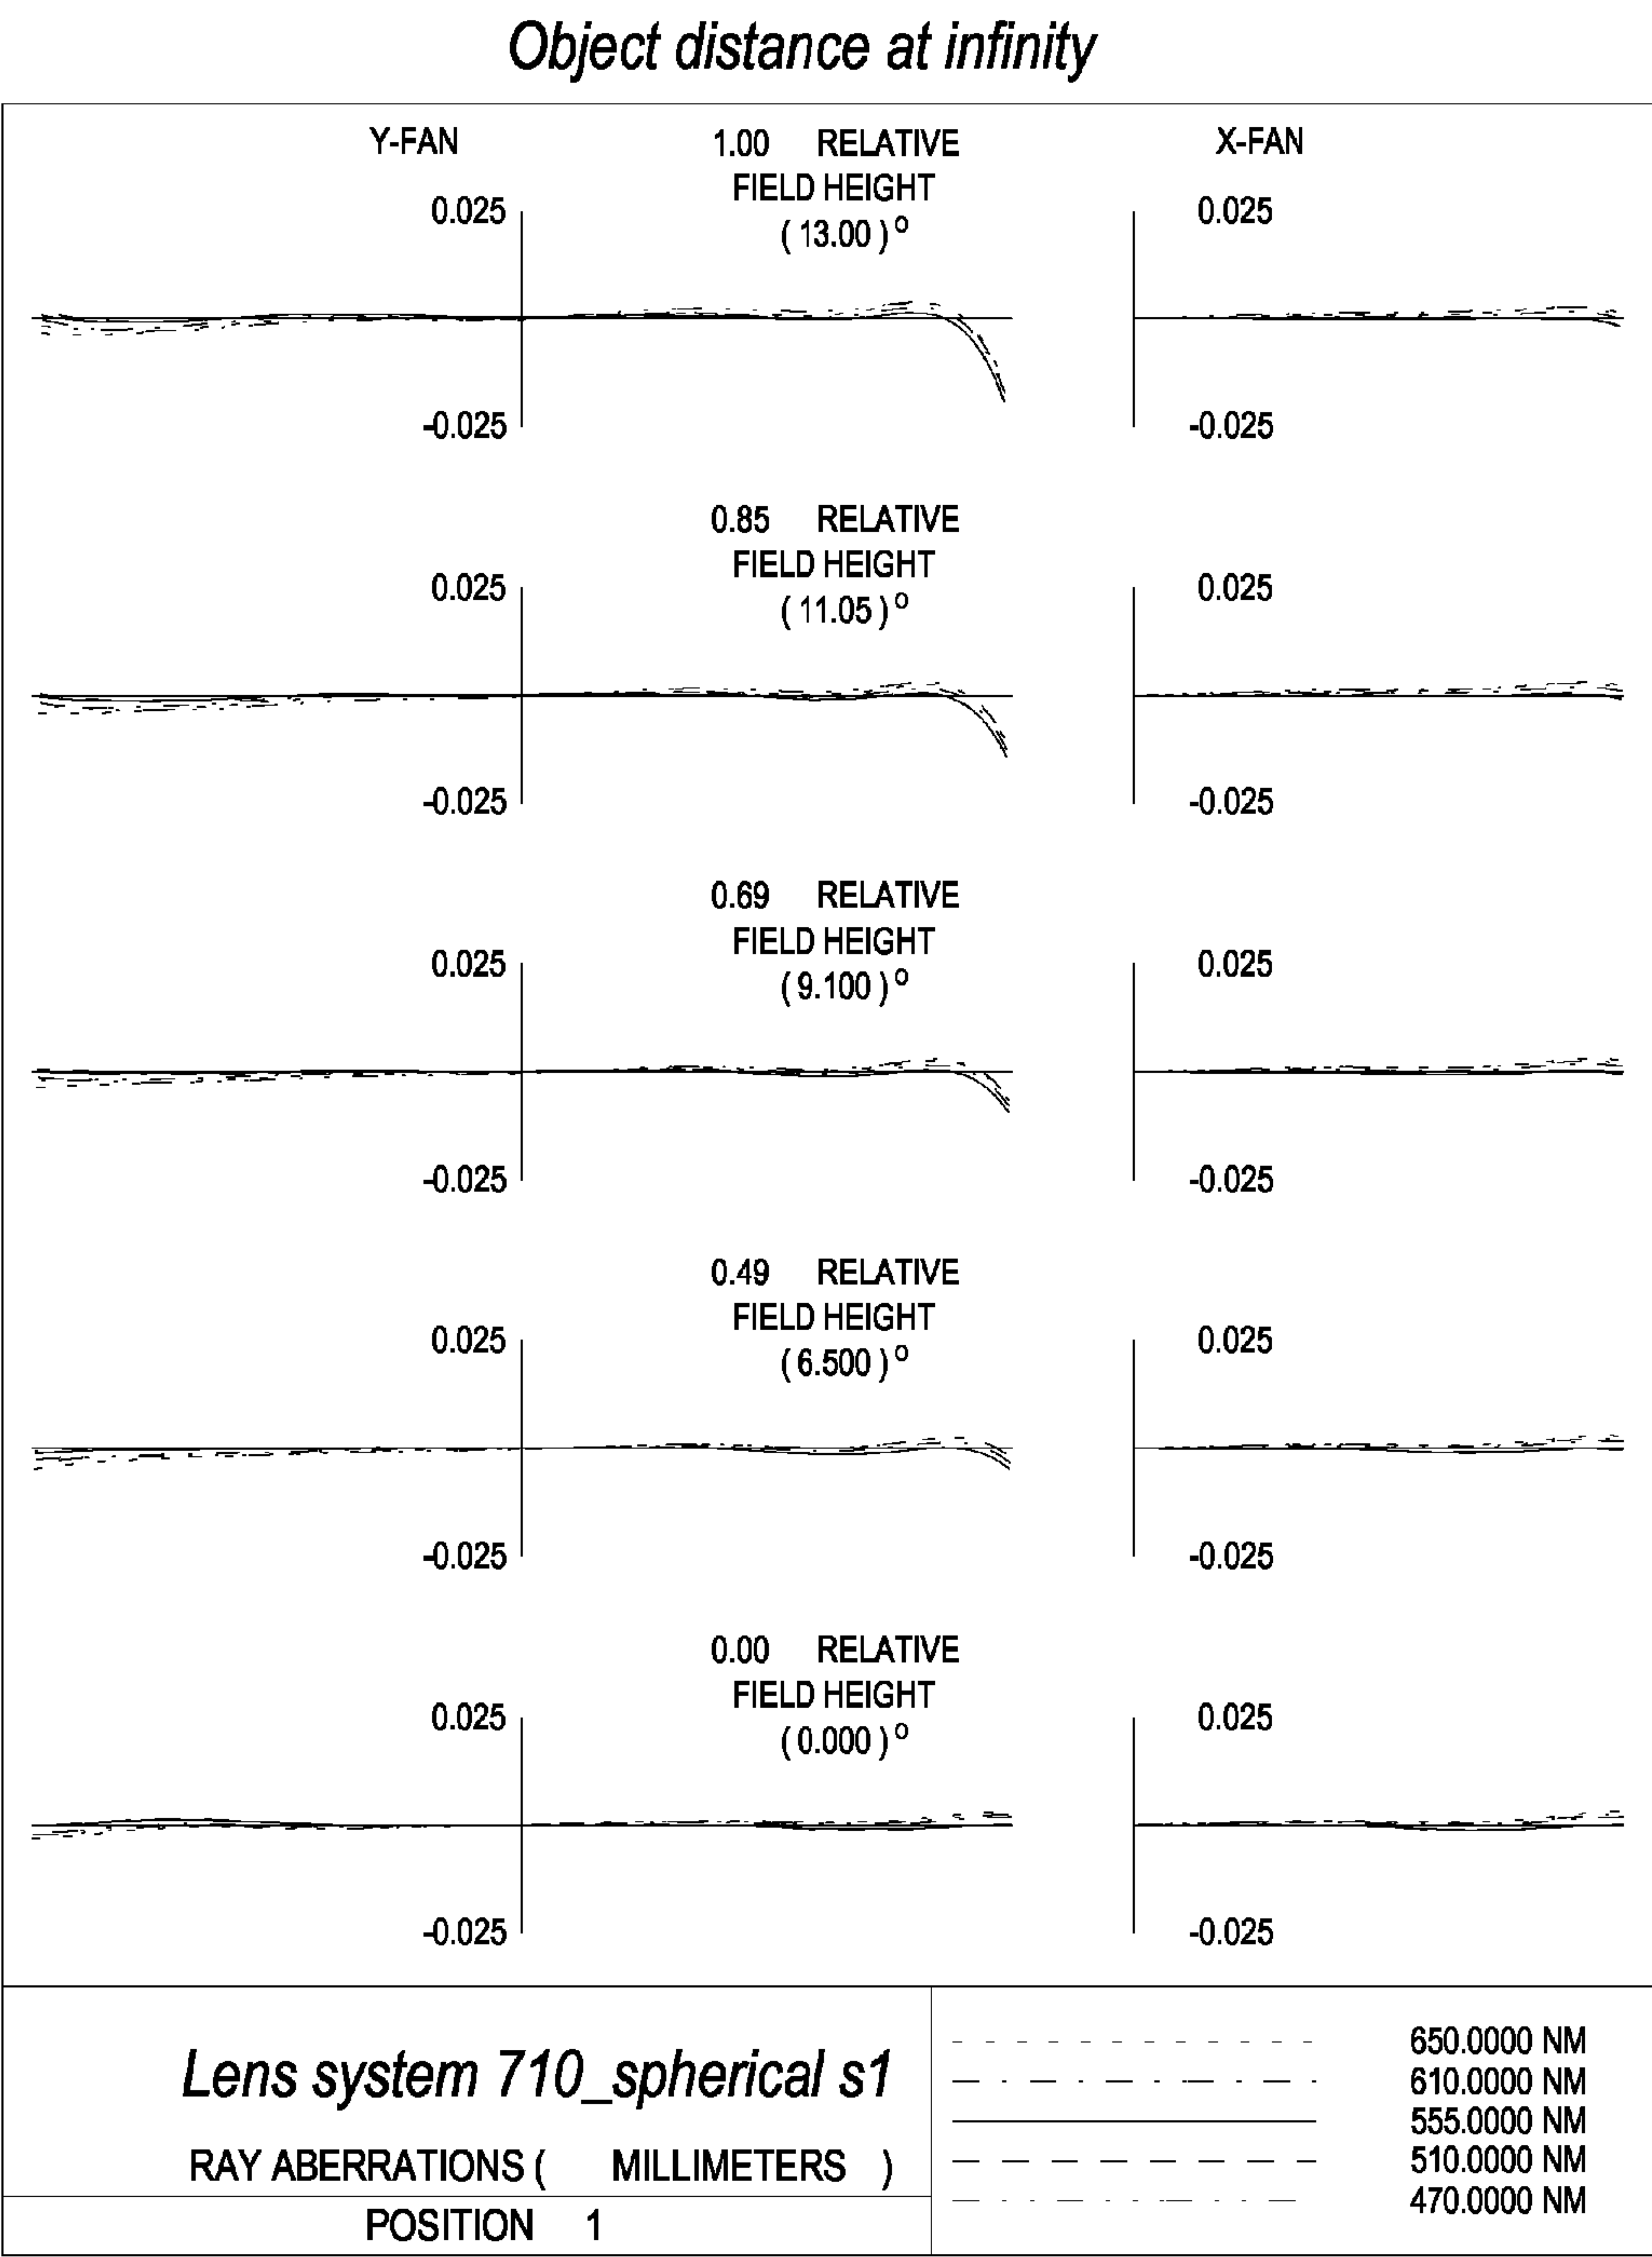 Object distance at infinity
Y-FAN 1.00 RELATIVE X-FAN
FIELD HEIGHT
0.025 ( 13.00 ) º 0.025
-0.025 -0.025
0.85 RELATIVE
FIELD HEIGHT
0.025 ( 11.05 ) º 0.025
-0.025 -0.025
0.69 RELATIVE
FIELD HEIGHT
0.025 ( 9.100 ) º 0.025
-0.025 -0.025
0.49 RELATIVE
FIELD HEIGHT
0.025 ( 6.500 ) º 0.025
-0.025 -0.025
0.00 RELATIVE
FIELD HEIGHT
0.025 ( 0.000 ) º 0.025
-0.025 -0.025
Lens system 710_spherical s1
RAY ABERRATIONS ( MILLIMETERS )
POSITION 1
650.0000 NM
610.0000 NM
555.0000 NM
510.0000 NM
470.0000 NM